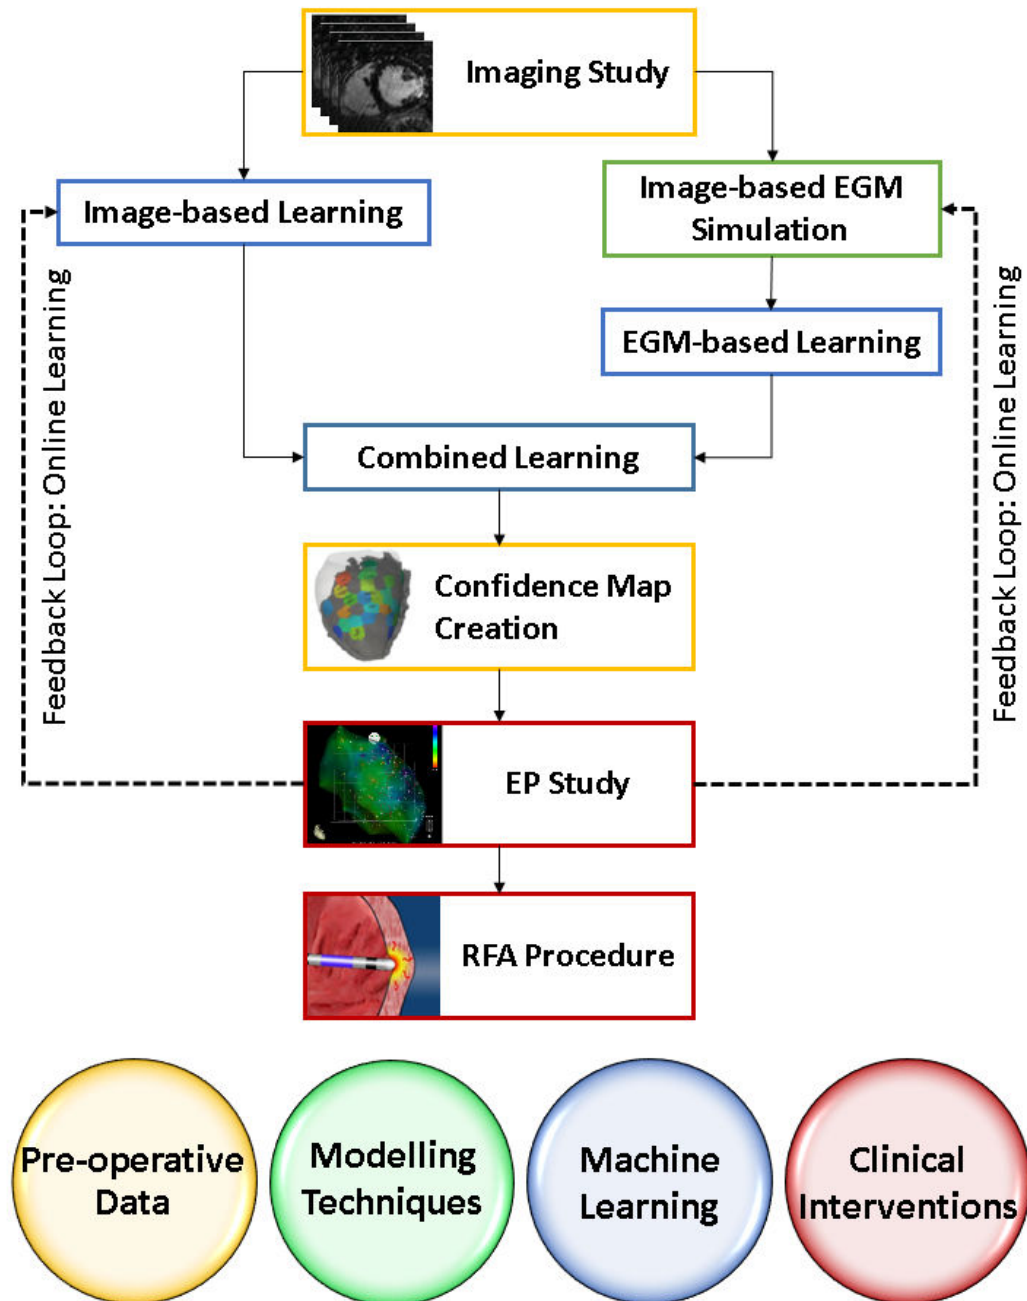 Imaging Study
Image-based Learning
Image-based EGM
Simulation
EGM-based Learning
Combined Learning
Confidence Map
Creation
EP Study
RFA Procedure
Feedback Loop: Online Learning
Feedback Loop: Online Learning
Pre-operative
Data
Modelling
Techniques
Machine
Learning
Clinical
Interventions